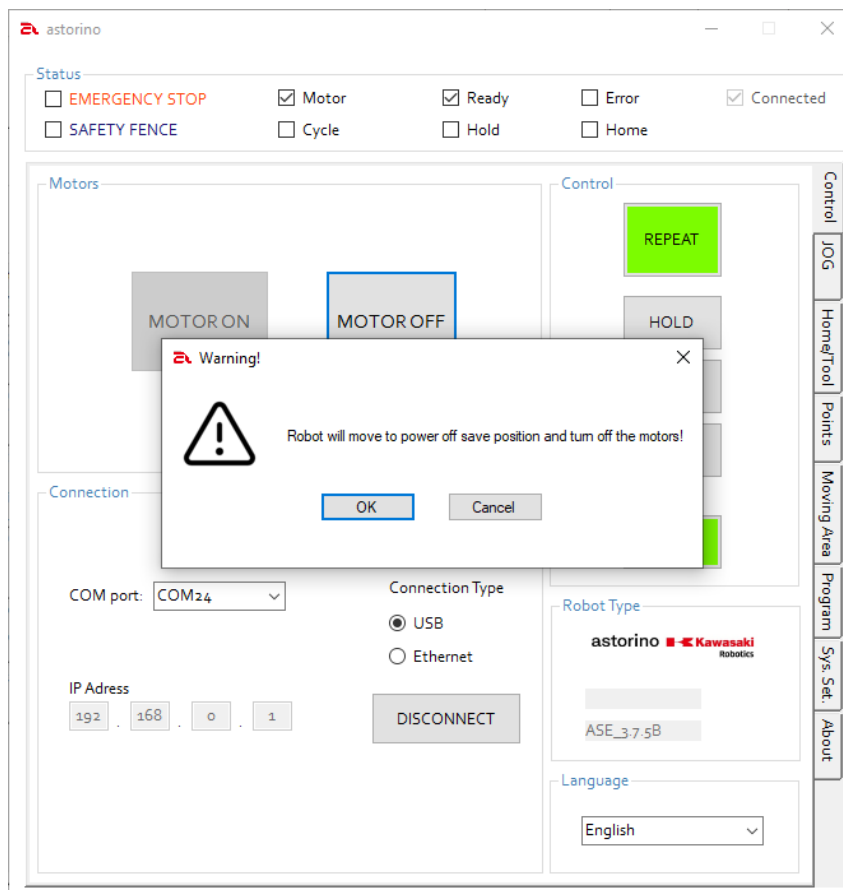 astorino
Status
EMERGENCY STOP
Motor
Ready
Error
Connected
SAFETY FENCE
Cycle
Hold
Home
Motors
MOTOR ON
MOTOR OFF
Control
REPEAT
HOLD
Warning!
Robot will move to power off save position and turn off the motors!
OK
Cancel
Connection
COM port:
COM24
Connection Type
USB
Ethernet
IP Adress
192 . 168 . 0 . 1
DISCONNECT
Robot Type
astorino Kawasaki
Robotics
ASE_3.7.5B
Language
English
Control
JOG
Home/Tool
Points
Moving Area
Program
Sys. Set.
About